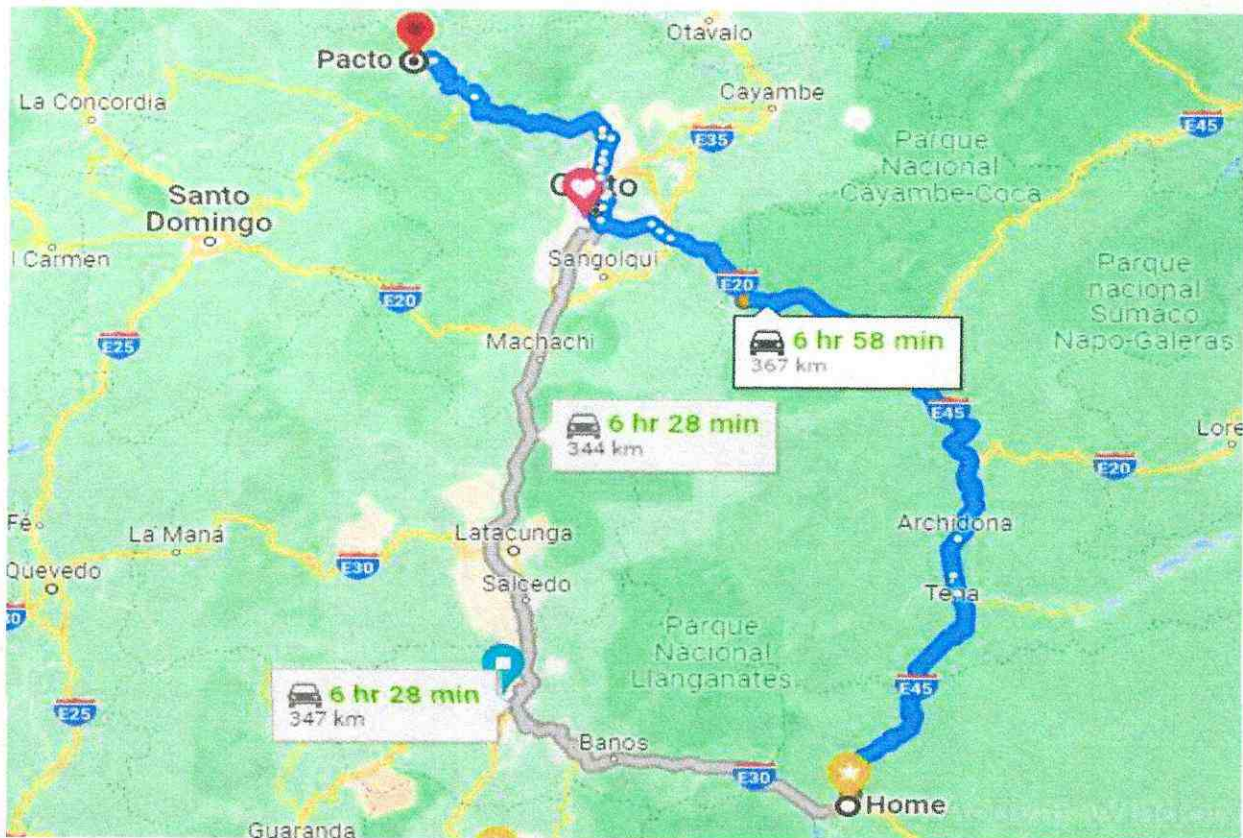 Otavalo
Pacto
La Concordia
Cayambe
E35
E45
Parque
Nacional
Cayambe-Coca
Santo
Domingo
l Carmen
Sangolqui
E20
E20
Parque
nacional
Sumaco
Napo-Galeras
E25
Machachi
6 hr 58 min
367 km
E45
6 hr 28 min
344 km
Lore
E20
Fé
La Maná
Latacunga
Archidona
E30
Quevedo
Salcedo
Tena
30
Parque
Nacional
Llanganates
6 hr 28 min
347 km
E45
E25
Banos
E30
Home
Guaranda